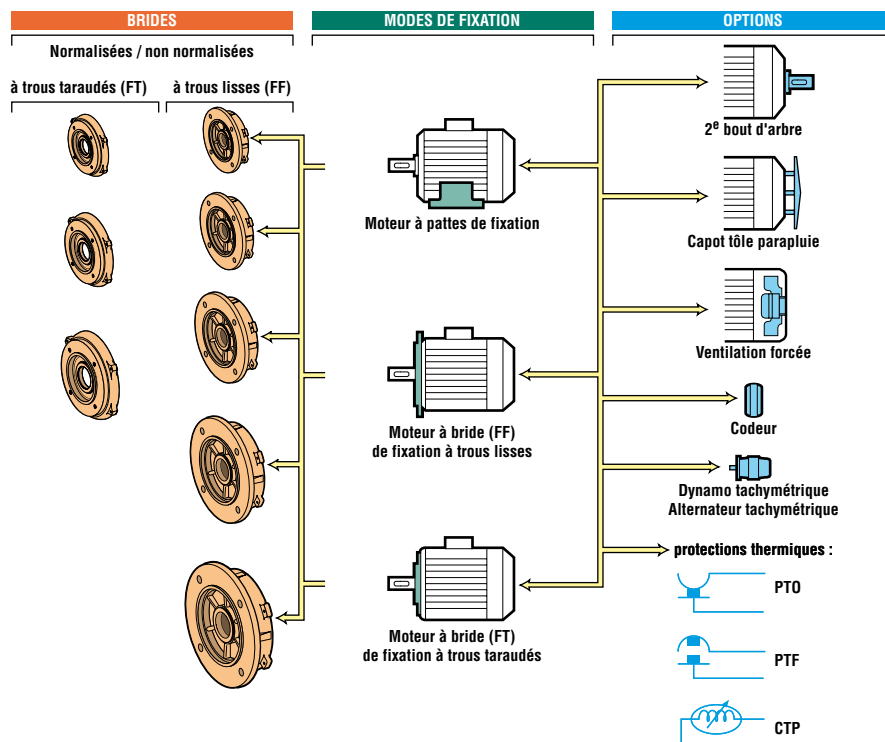 BRIDES
MODES DE FIXATION
OPTIONS
Normalisées / non normalisées
à trous taraudés (FT)
à trous lisses (FF)
Moteur à pattes de fixation
Moteur à bride (FF)
de fixation à trous lisses
Moteur à bride (FT)
de fixation à trous taraudés
2e bout d'arbre
Capot tôle parapluie
Ventilation forcée
Codeur
Dynamo tachymétrique
Alternateur tachymétrique
protections thermiques :
PTO
PTF
CTP